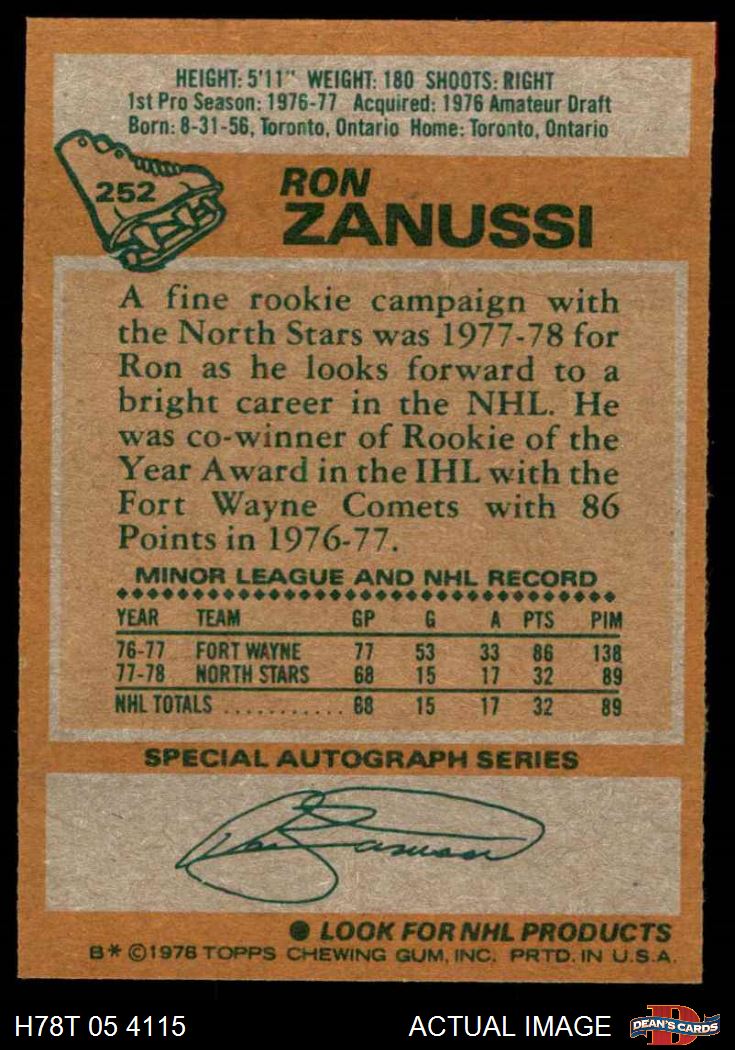 HEIGHT: 5'11" WEIGHT: 180 SHOOTS: RIGHT
1st Pro Season: 1976-77 Acquired: 1976 Amateur Draft
Born: 8-31-56, Toronto, Ontario Home: Toronto, Ontario
252
RON
ZANUSSI
A fine rookie campaign with
the North Stars was 1977-78 for
Ron as he looks forward to a
bright career in the NHL. He
was co-winner of Rookie of the
Year Award in the IHL with the
Fort Wayne Comets with 86
Points in 1976-77.
MINOR LEAGUE AND NHL RECORD
YEAR TEAM GP G A PTS PIM
76-77 FORT WAYNE 77 53 33 86 138
77-78 NORTH STARS 68 15 17 32 89
NHL TOTALS ........... 68 15 17 32 89
SPECIAL AUTOGRAPH SERIES
Ron Zanussi
● LOOK FOR NHL PRODUCTS
B* ©1978 TOPPS CHEWING GUM, INC. PRTD. IN U.S.A.
H78T 05 4115 ACTUAL IMAGE
D
DEAN'S CARDS